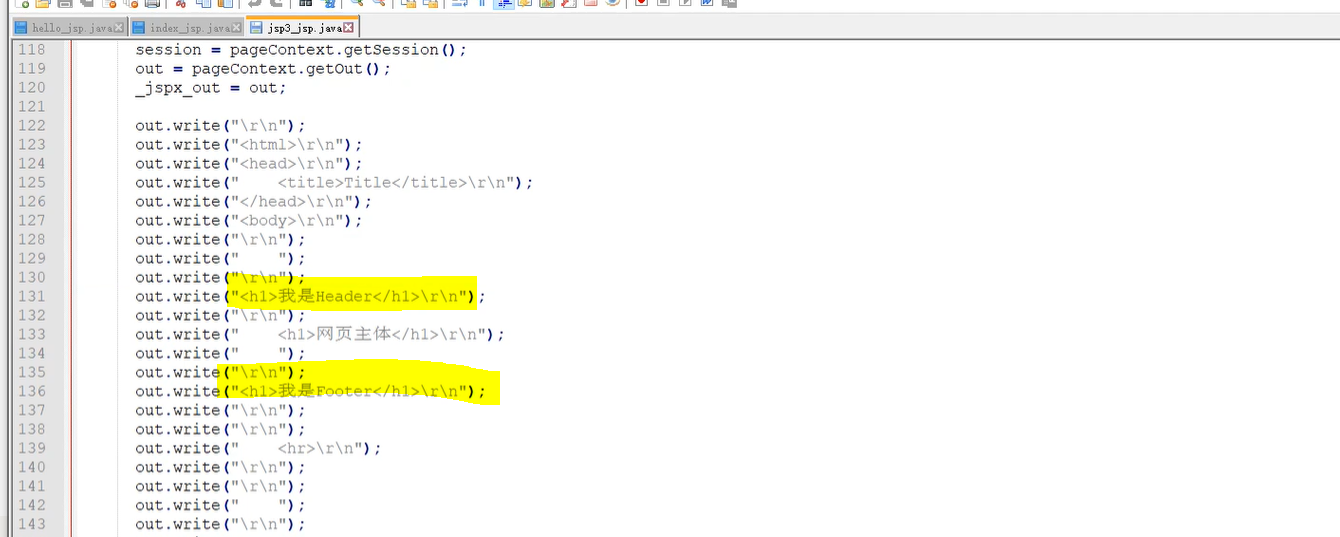 hello_jsp.java index_jsp.java jsp3_jsp.java
118 session = pageContext.getSession();
119 out = pageContext.getOut();
120 _jspx_out = out;
121
122 out.write("\r\n");
123 out.write("<html>\r\n");
124 out.write("<head>\r\n");
125 out.write("    <title>Title</title>\r\n");
126 out.write("</head>\r\n");
127 out.write("<body>\r\n");
128 out.write("\r\n");
129 out.write("    ");
130 out.write("\r\n");
131 out.write("<h1>我是Header</h1>\r\n");
132 out.write("\r\n");
133 out.write("    <h1>网页主体</h1>\r\n");
134 out.write("    ");
135 out.write("\r\n");
136 out.write("<h1>我是Footer</h1>\r\n");
137 out.write("\r\n");
138 out.write("\r\n");
139 out.write("    <hr>\r\n");
140 out.write("\r\n");
141 out.write("\r\n");
142 out.write("    ");
143 out.write("\r\n");